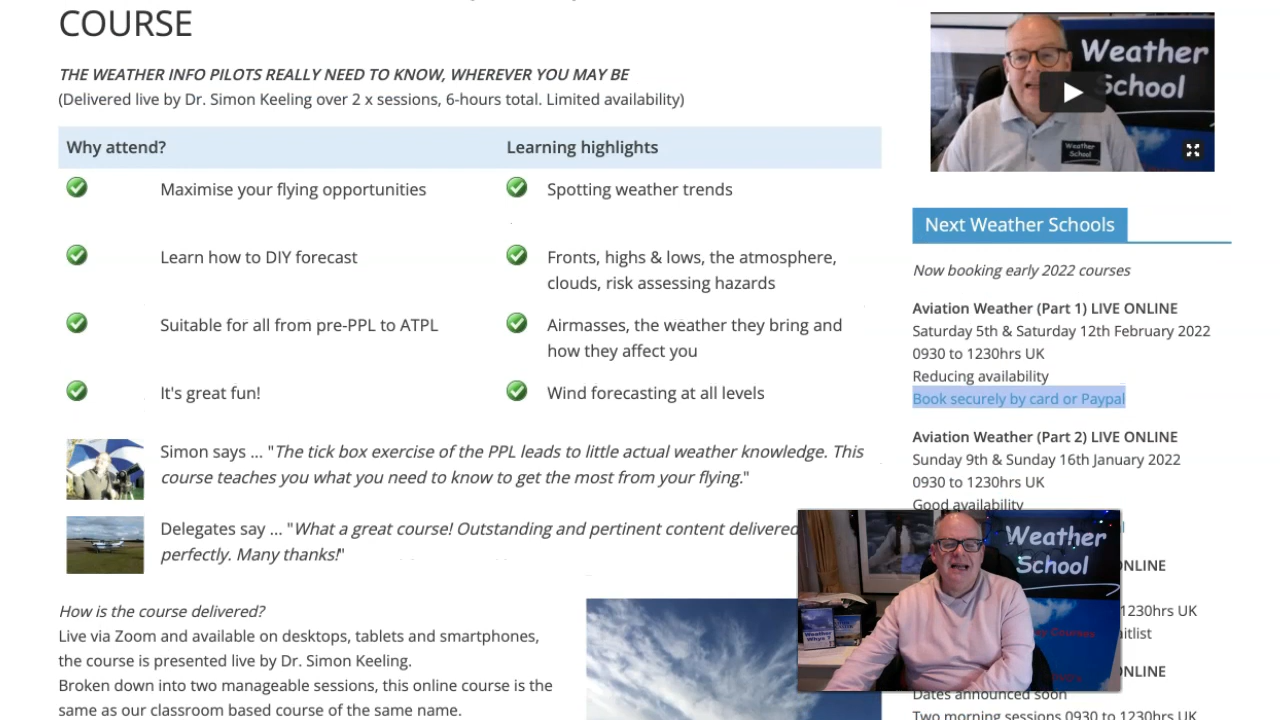 COURSE
THE WEATHER INFO PILOTS REALLY NEED TO KNOW, WHEREVER YOU MAY BE
(Delivered live by Dr. Simon Keeling over 2 x sessions, 6-hours total. Limited availability)
Why attend?
Learning highlights
Maximise your flying opportunities
Spotting weather trends
Learn how to DIY forecast
Fronts, highs & lows, the atmosphere,
clouds, risk assessing hazards
Suitable for all from pre-PPL to ATPL
Airmasses, the weather they bring and
how they affect you
It's great fun!
Wind forecasting at all levels
Simon says ... "The tick box exercise of the PPL leads to little actual weather knowledge. This
course teaches you what you need to know to get the most from your flying."
Delegates say ... "What a great course! Outstanding and pertinent content delivered
perfectly. Many thanks!"
How is the course delivered?
Live via Zoom and available on desktops, tablets and smartphones,
the course is presented live by Dr. Simon Keeling.
Broken down into two manageable sessions, this online course is the
same as our classroom based course of the same name.
Weather
School
Weather
School
Next Weather Schools
Now booking early 2022 courses
Aviation Weather (Part 1) LIVE ONLINE
Saturday 5th & Saturday 12th February 2022
0930 to 1230hrs UK
Reducing availability
Book securely by card or Paypal
Aviation Weather (Part 2) LIVE ONLINE
Sunday 9th & Sunday 16th January 2022
0930 to 1230hrs UK
Good availability
Weather
School
ONLINE
1230hrs UK
aitlist
ONLINE
Dates announced soon
Two morning sessions 0930 to 1230hrs UK